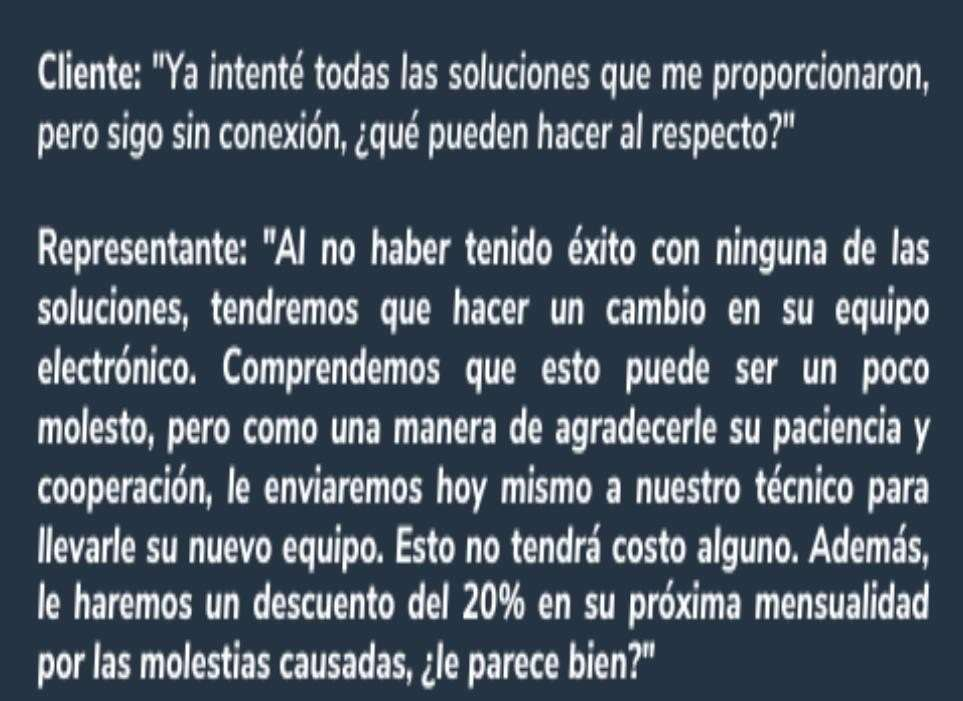 Cliente: "Ya intenté todas las soluciones que me proporcionaron,
pero sigo sin conexión, ¿qué pueden hacer al respecto?"
Representante: "Al no haber tenido éxito con ninguna de las
soluciones, tendremos que hacer un cambio en su equipo
electrónico. Comprendemos que esto puede ser un poco
molesto, pero como una manera de agradecerle su paciencia y
cooperación, le enviaremos hoy mismo a nuestro técnico para
llevarle su nuevo equipo. Esto no tendrá costo alguno. Además,
le haremos un descuento del 20% en su próxima mensualidad
por las molestias causadas, ¿le parece bien?"